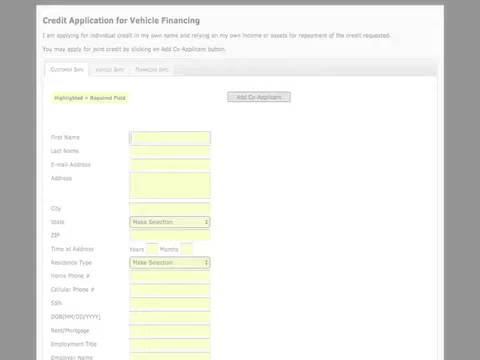 Credit Application for Vehicle Financing
I am applying for individual credit in my own name and relying on my own income or assets for repayment of the credit requested.
You may apply for joint credit by clicking on Add Co-Applicant button.
Customer Info Vehicle Info Financing Info
Highlighted = Required Field Add Co-Applicant
First Name
Last Name
E-mail Address
Address
City
State Make Selection
ZIP
Time at Address Years Months
Residence Type Make Selection
Home Phone #
Cellular Phone #
SSN
DOB(MM/DD/YYYY)
Rent/Mortgage
Employment Title
Employer Name